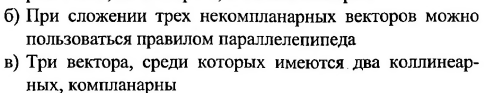 б) При сложении трех некомпланарных векторов можно
пользоваться правилом параллелепипеда
в) Три вектора, среди которых имеются два коллинеар-
ных, компланарны